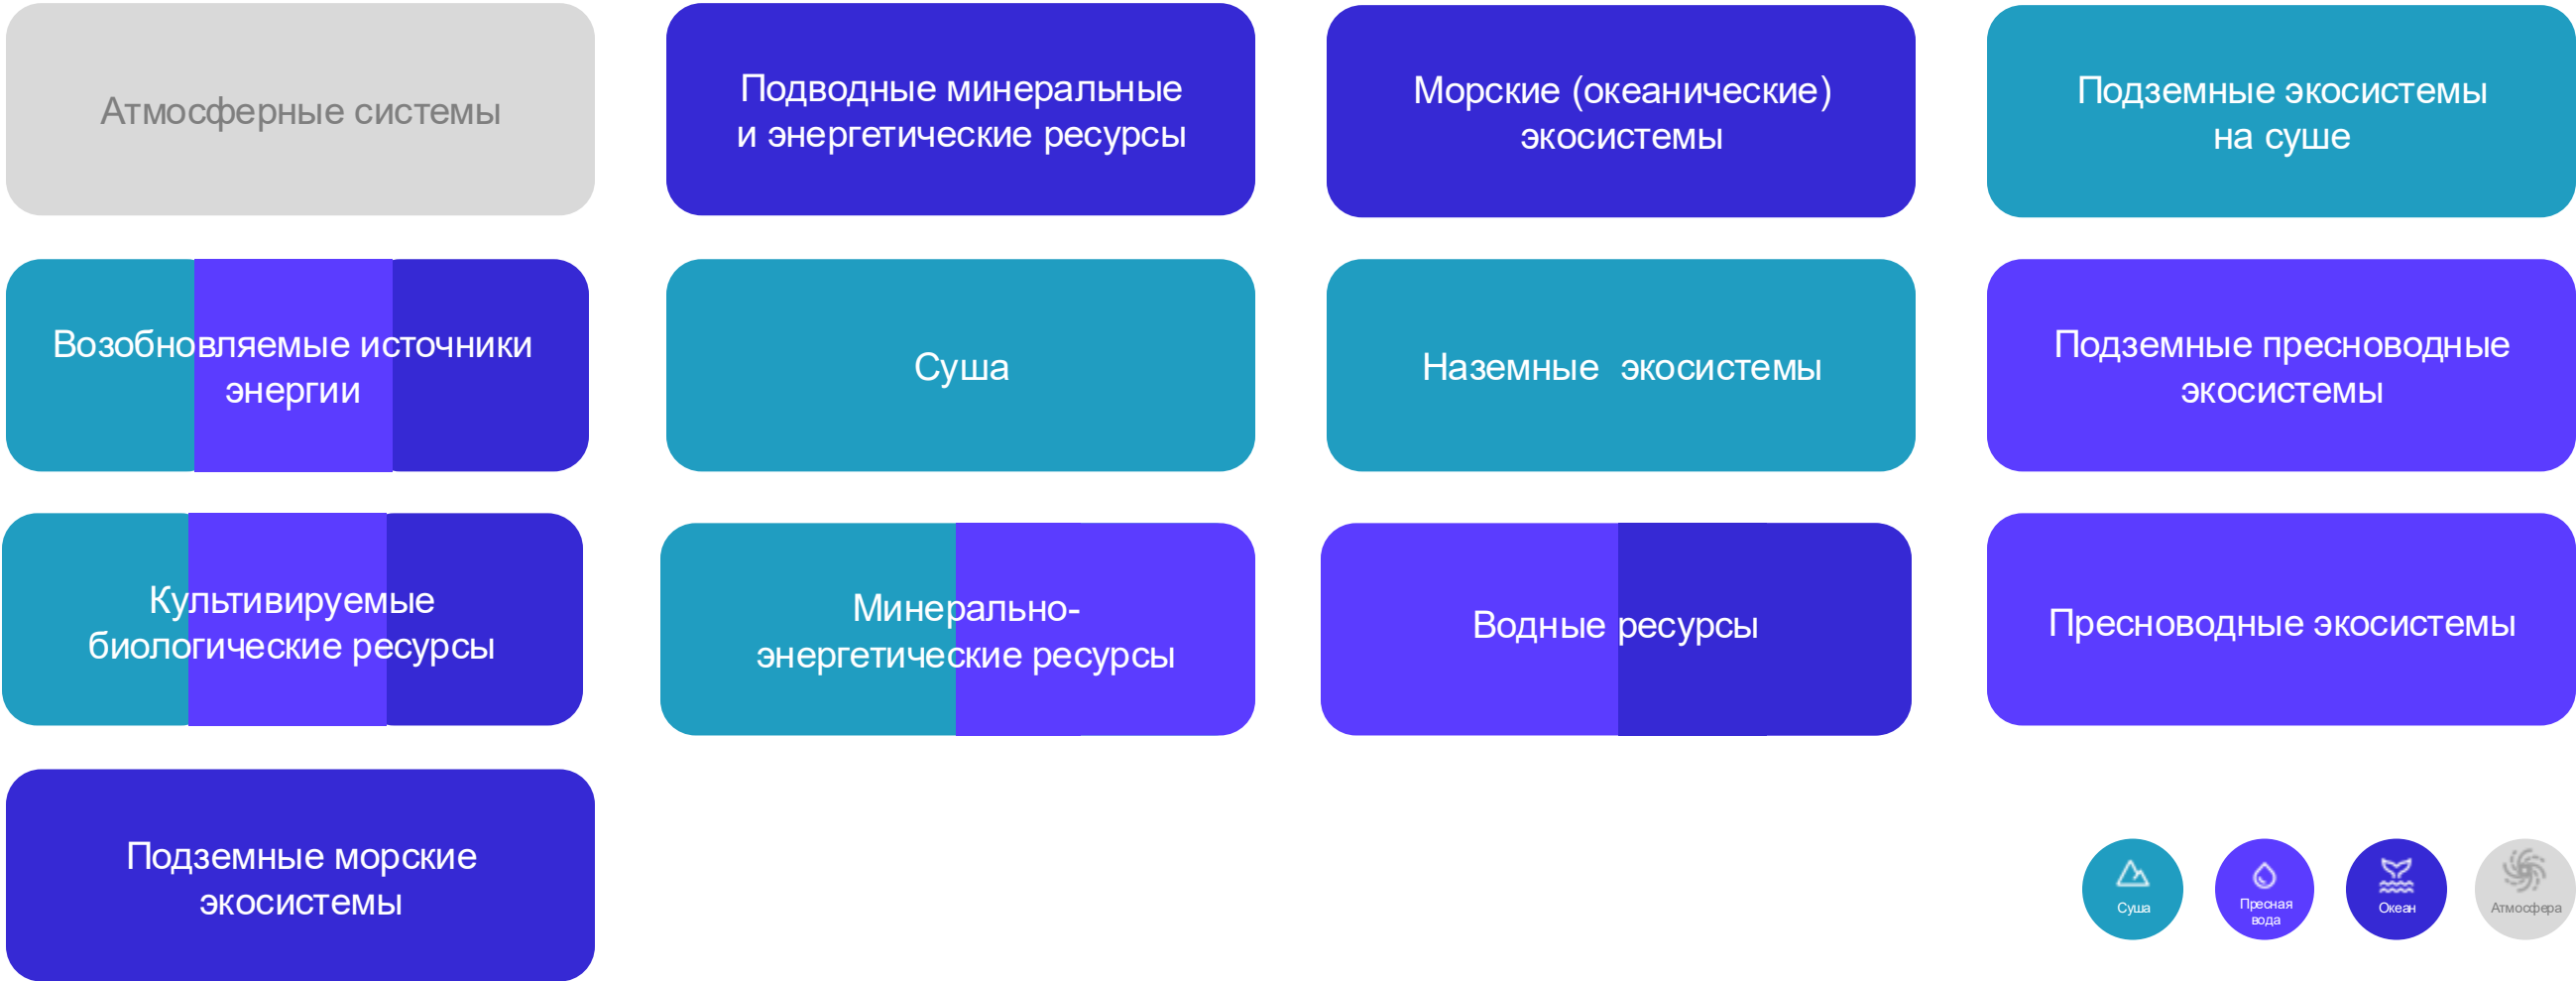 Атмосферные системы
Подводные минеральные
и энергетические ресурсы
Морские (океанические)
экосистемы
Подземные экосистемы
на суше
Возобновляемые источники
энергии
Суша
Наземные экосистемы
Подземные пресноводные
экосистемы
Культивируемые
биологические ресурсы
Минерально-
энергетические ресурсы
Водные ресурсы
Пресноводные экосистемы
Подземные морские
экосистемы
Суша
Пресная
вода
Океан
Атмосфера